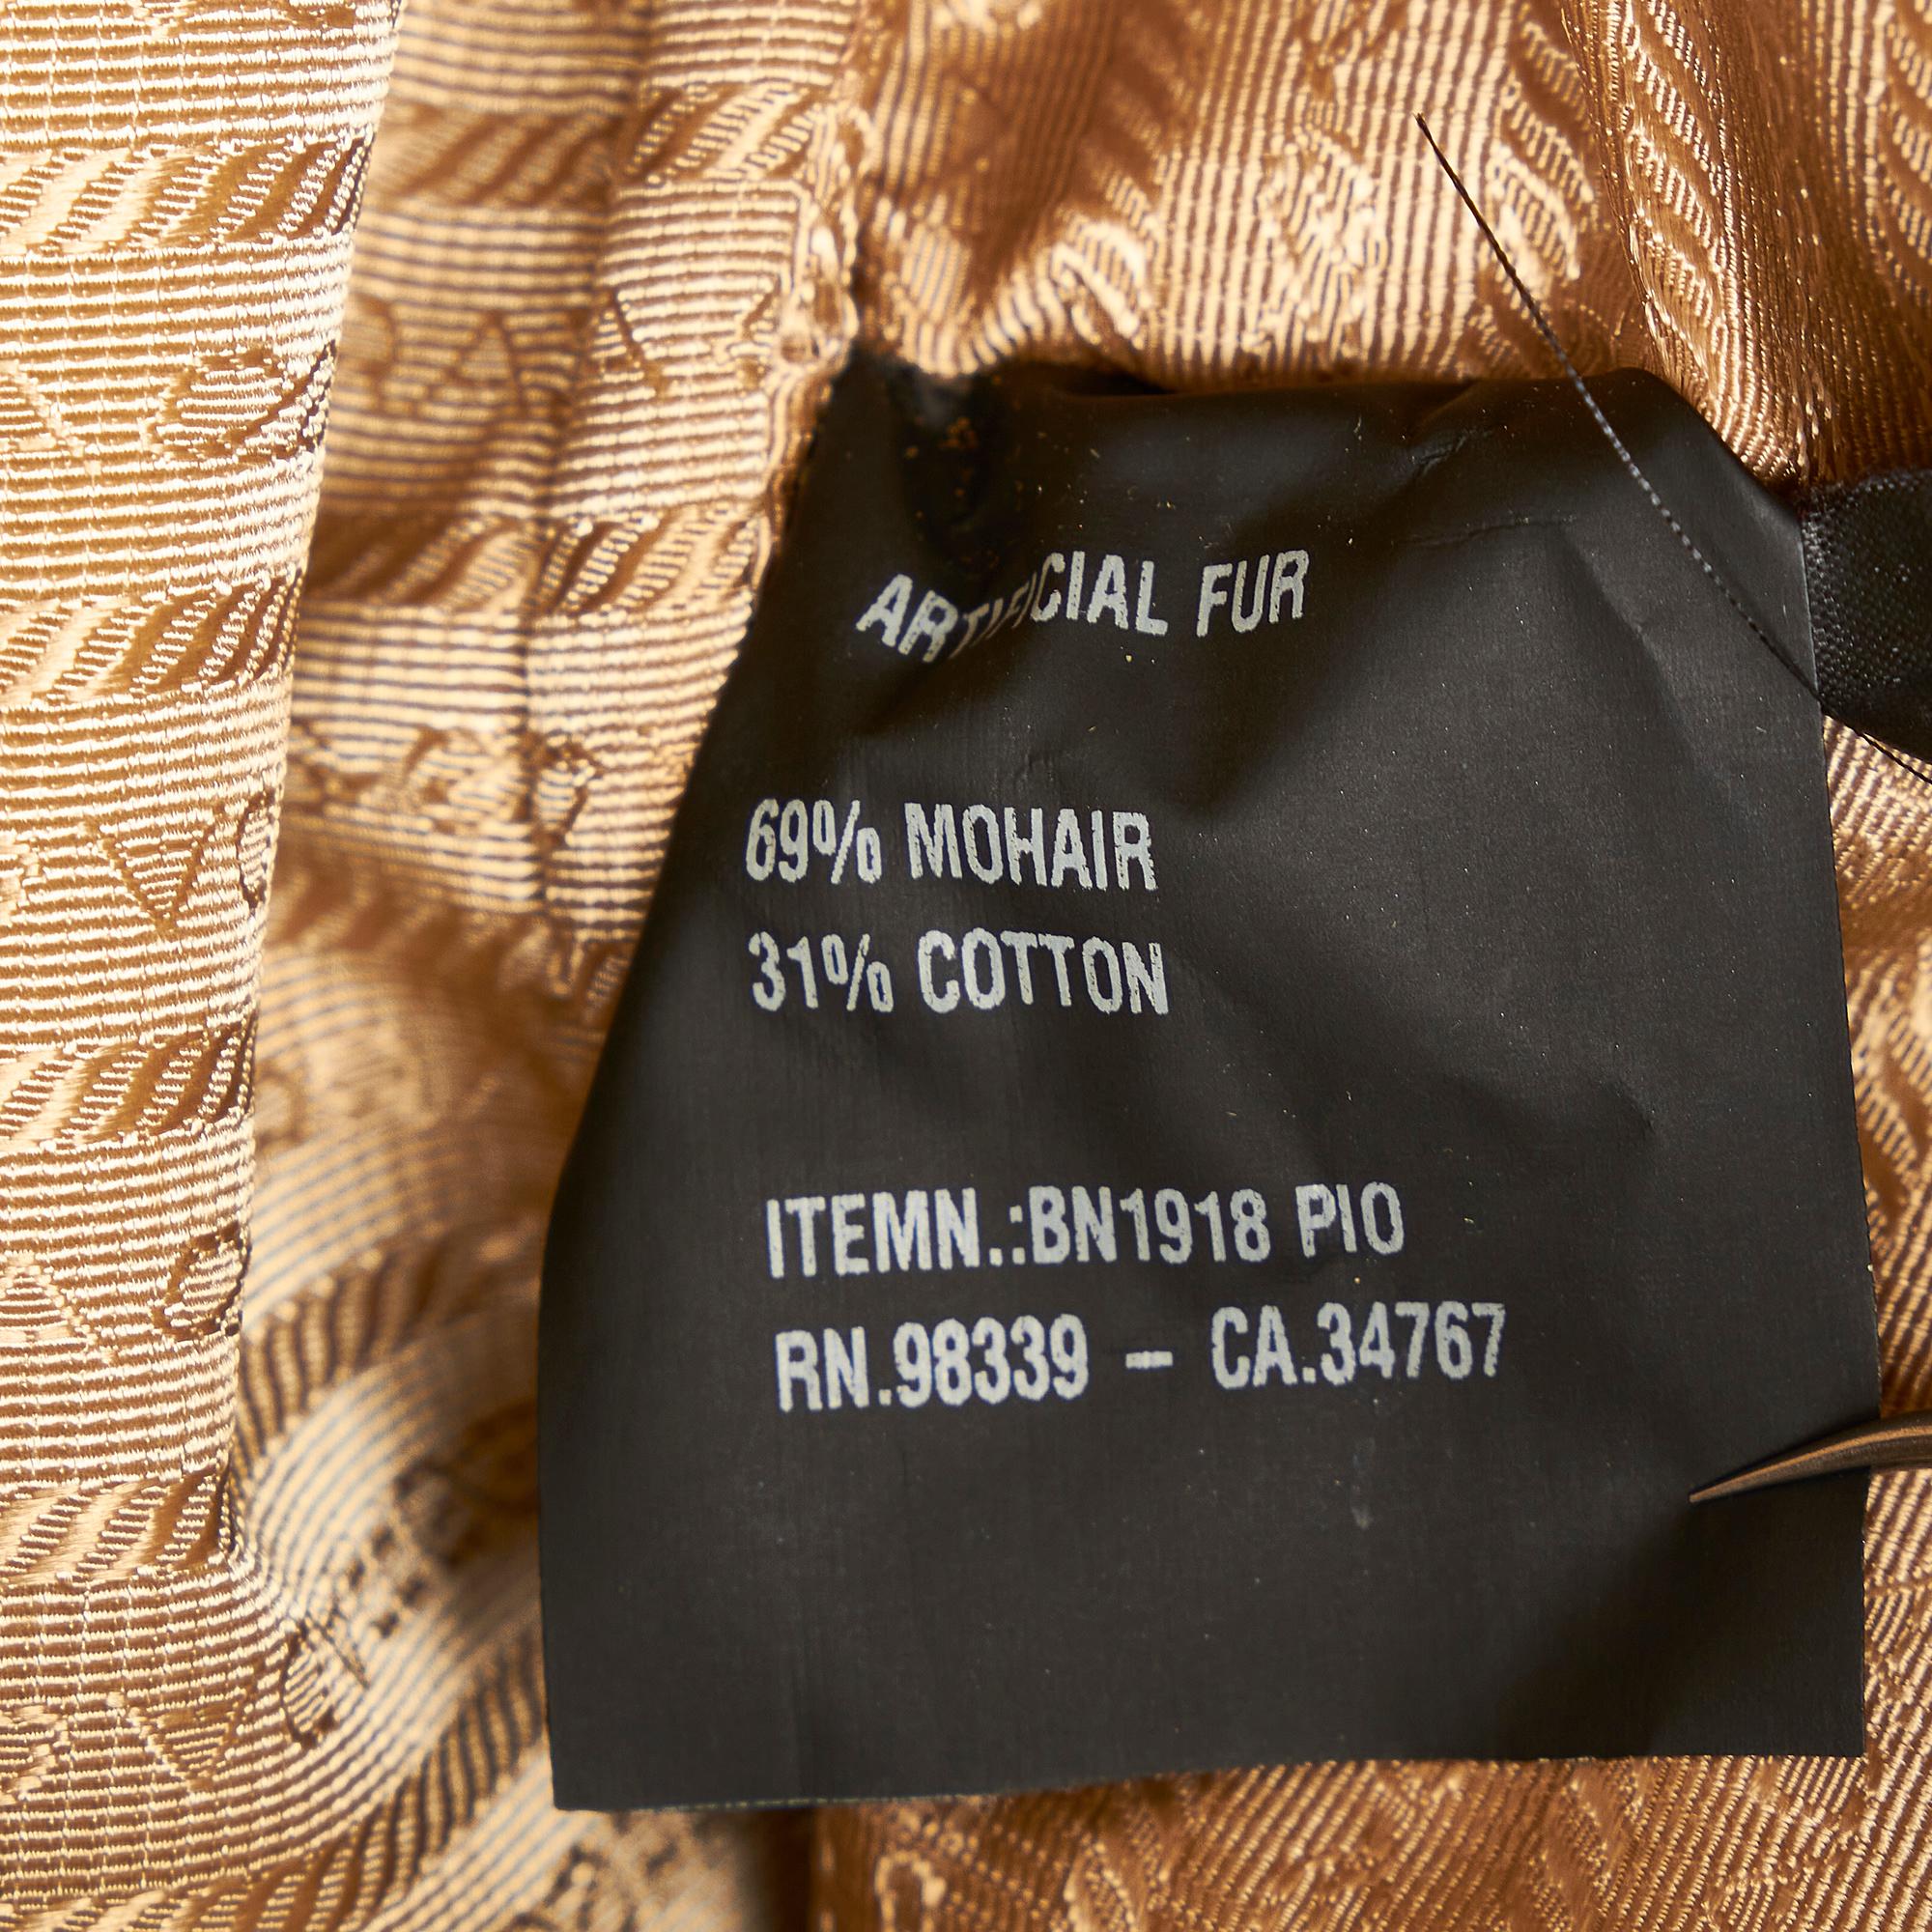 ARTIFICIAL FUR
69% MOHAIR
31% COTTON
ITEMN.:BN1918 PIO
RN.98339 – CA.34767